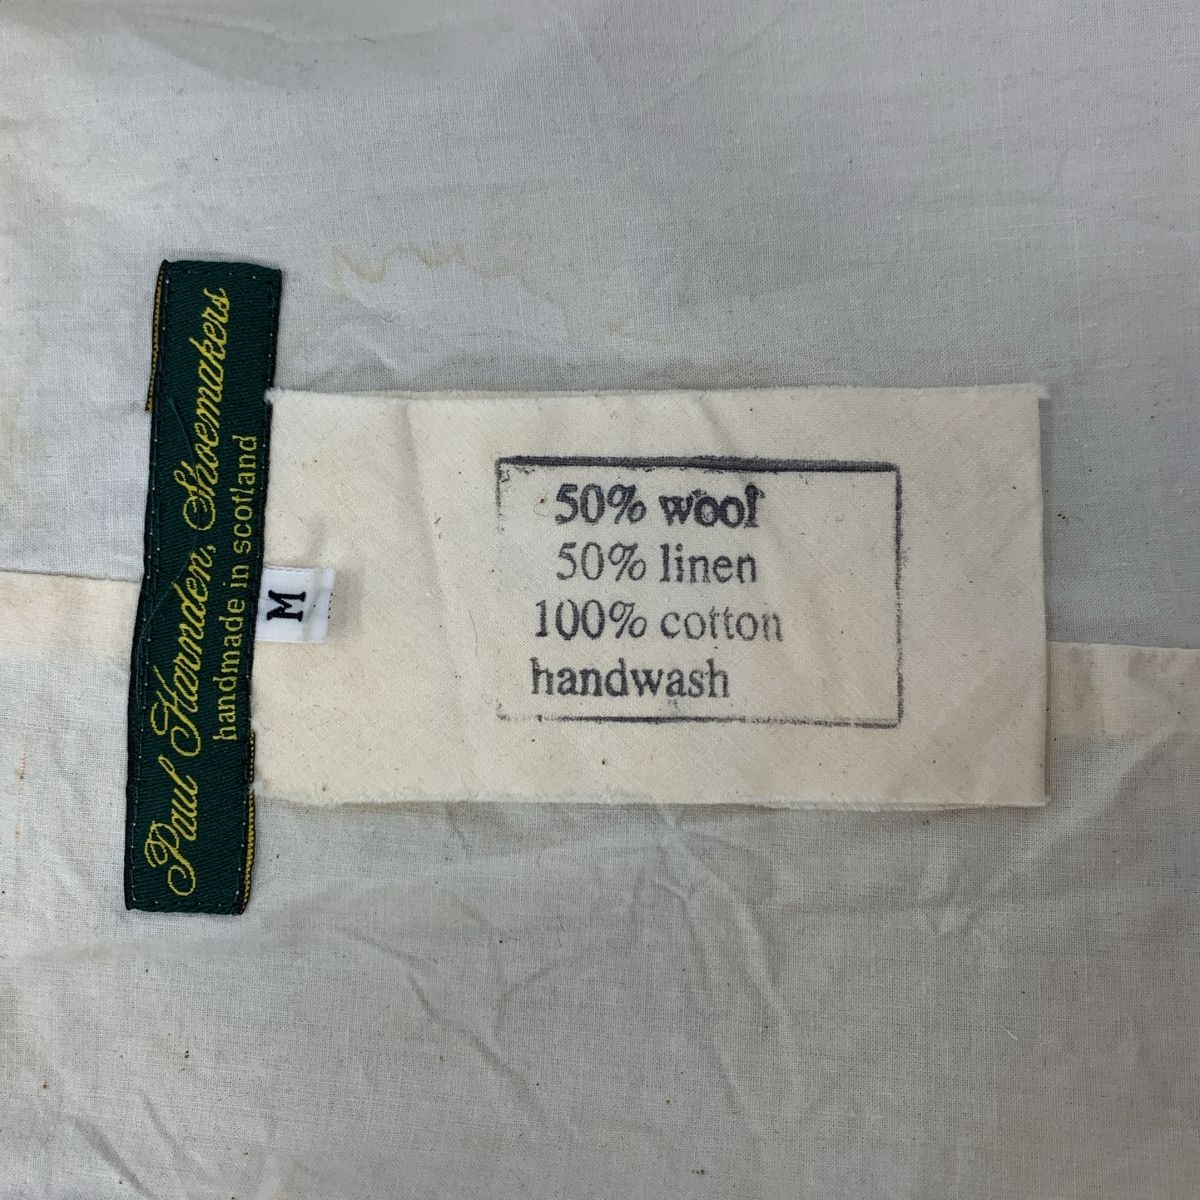 Paul Harnden, Shoemakers
handmade in scotland
M
50% wool
50% linen
100% cotton
handwash